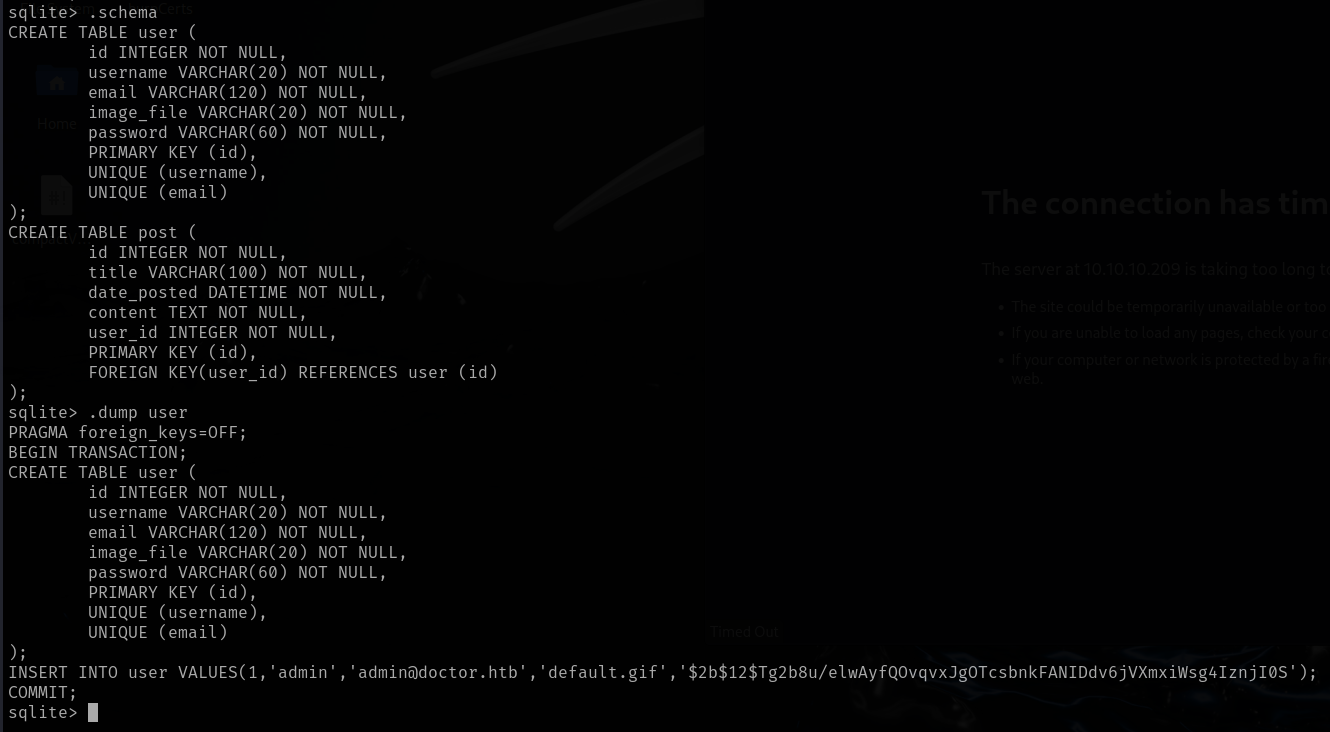 sqlite> .schema
CREATE TABLE user (
        id INTEGER NOT NULL,
        username VARCHAR(20) NOT NULL,
        email VARCHAR(120) NOT NULL,
        image_file VARCHAR(20) NOT NULL,
        password VARCHAR(60) NOT NULL,
        PRIMARY KEY (id),
        UNIQUE (username),
        UNIQUE (email)
);
CREATE TABLE post (
        id INTEGER NOT NULL,
        title VARCHAR(100) NOT NULL,
        date_posted DATETIME NOT NULL,
        content TEXT NOT NULL,
        user_id INTEGER NOT NULL,
        PRIMARY KEY (id),
        FOREIGN KEY(user_id) REFERENCES user (id)
);
sqlite> .dump user
PRAGMA foreign_keys=OFF;
BEGIN TRANSACTION;
CREATE TABLE user (
        id INTEGER NOT NULL,
        username VARCHAR(20) NOT NULL,
        email VARCHAR(120) NOT NULL,
        image_file VARCHAR(20) NOT NULL,
        password VARCHAR(60) NOT NULL,
        PRIMARY KEY (id),
        UNIQUE (username),
        UNIQUE (email)
);
INSERT INTO user VALUES(1,'admin','admin@doctor.htb','default.gif','$2b$12$Tg2b8u/elwAyfQOvqvxJgOTcsbnkFANIDdv6jVXmxiWsg4IznjI0S');
COMMIT;
sqlite>
Home
The connection has tim
The server at 10.10.10.209 is taking too long to
The site could be temporarily unavailable or too
If you are unable to load any pages, check your c
If your computer or network is protected by a fire
web.
Timed Out